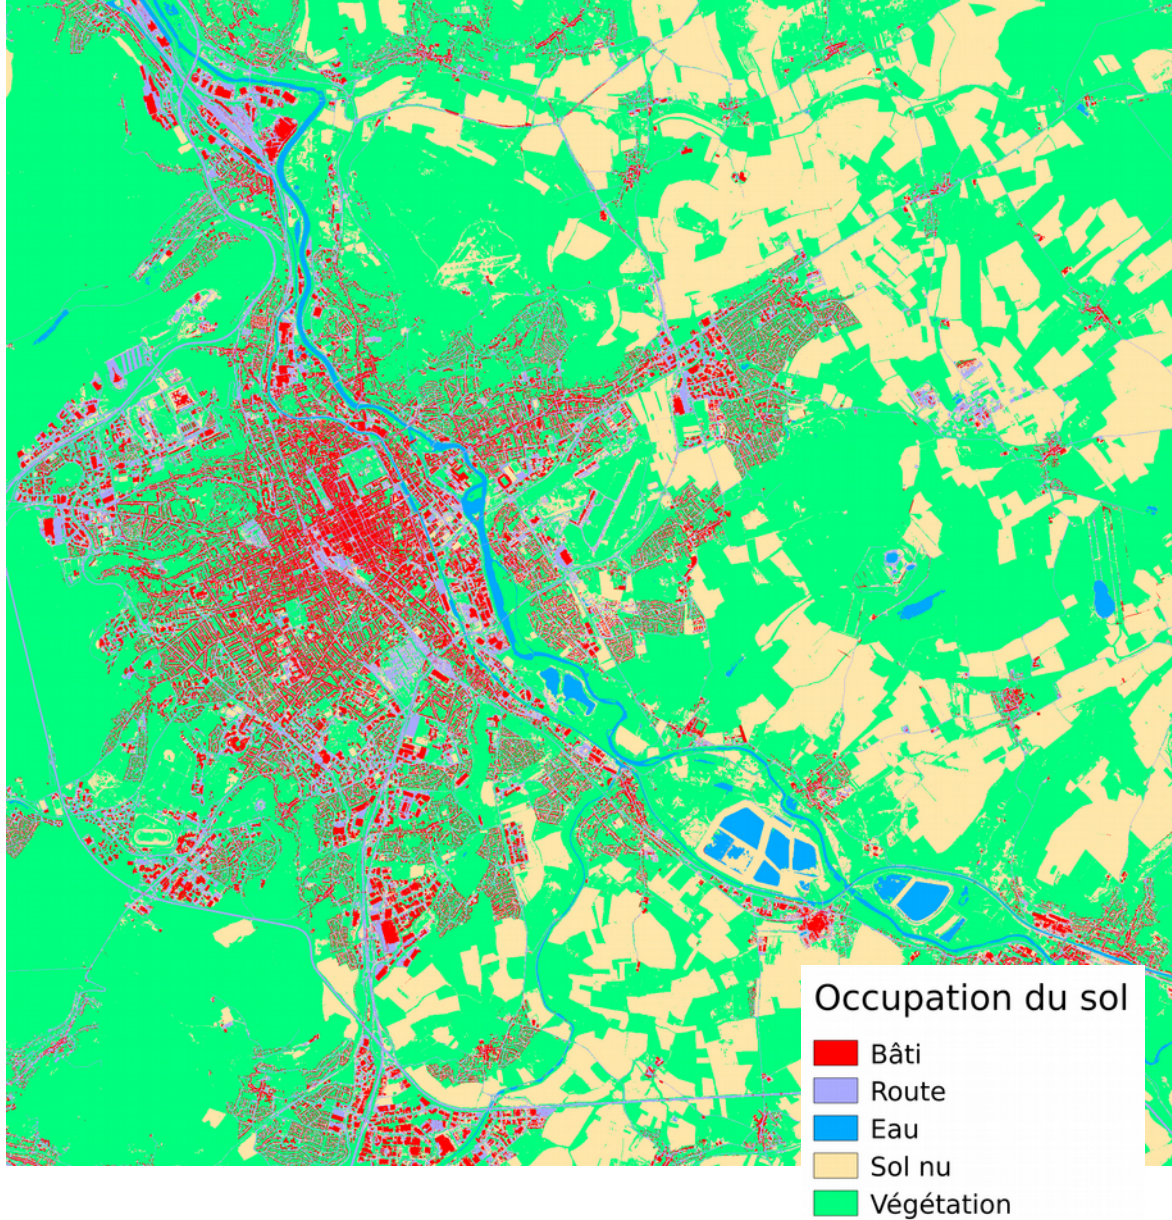 Occupation du sol
Bâti
Route
Eau
Sol nu
Végétation